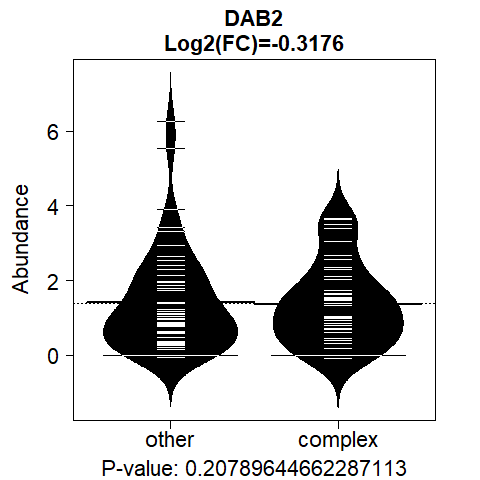 DAB2
Log2(FC)=-0.3176
Abundance
6
4
2
0
other complex
P-value: 0.20789644662287113